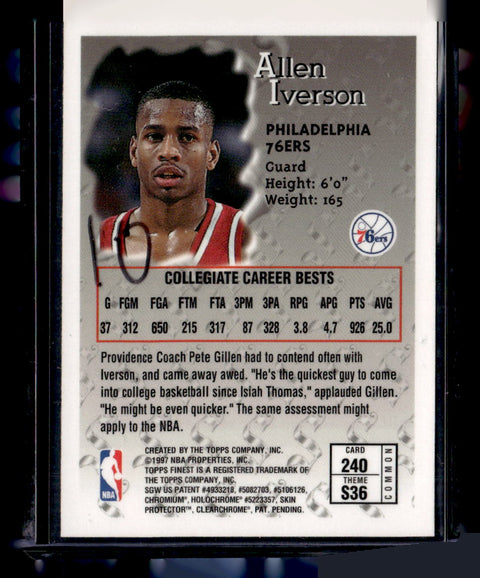 Allen
Iverson
PHILADELPHIA
76ERS
Guard
Height: 6'0"
Weight: 165
76ers
10
COLLEGIATE CAREER BESTS
G FGM FGA FTM FTA 3PM 3PA RPG APG PTS AVG
37 312 650 215 317 87 328 3.8 4.7 926 25.0
Providence Coach Pete Gillen had to contend often with
Iverson, and came away awed. "He's the quickest guy to come
into college basketball since Isiah Thomas," applauded Gillen.
"He might be even quicker." The same assessment might
apply to the NBA.
CREATED BY THE TOPPS COMPANY, INC.
©1997 NBA PROPERTIES, INC.
TOPPS FINEST IS A REGISTERED TRADEMARK OF
THE TOPPS COMPANY, INC.
SGW US PATENT #4933218, #5082703, #5106126,
CHROMIUM®, HOLOCHROME® #5223357, SKIN
PROTECTOR™, CLEARCHROME®, PAT. PENDING.
NBA
CARD
240
THEME
S36
COMMON